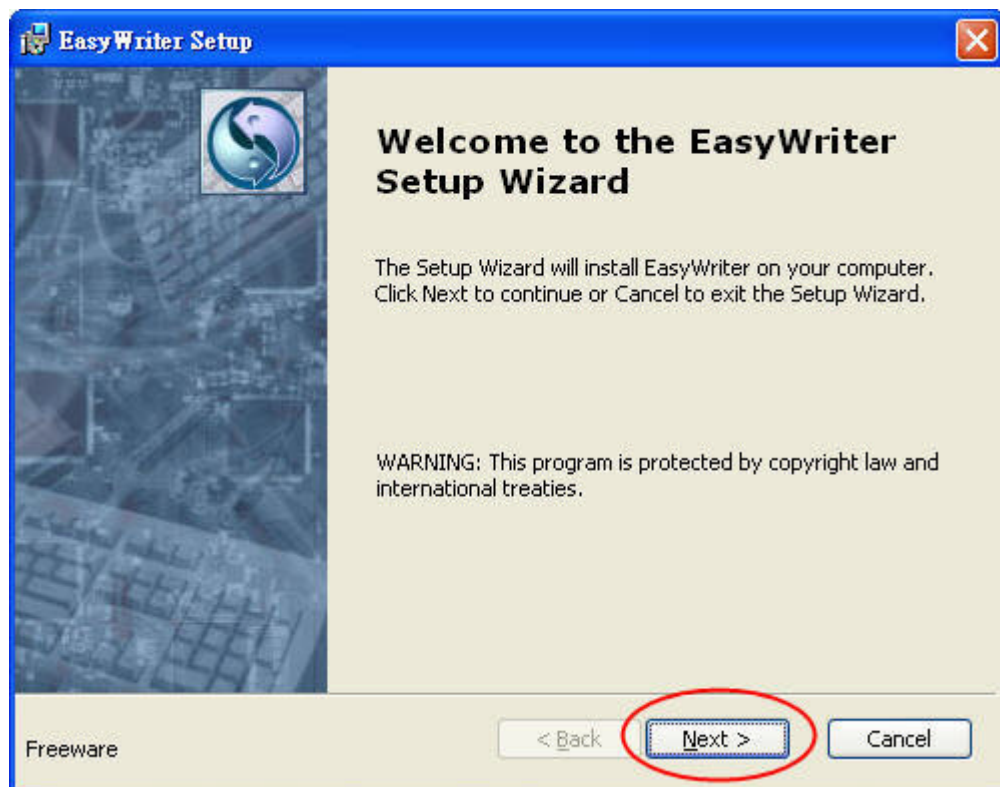 EasyWriter Setup
Welcome to the EasyWriter
Setup Wizard
The Setup Wizard will install EasyWriter on your computer.
Click Next to continue or Cancel to exit the Setup Wizard.
WARNING: This program is protected by copyright law and
international treaties.
Freeware
< Back
Next >
Cancel